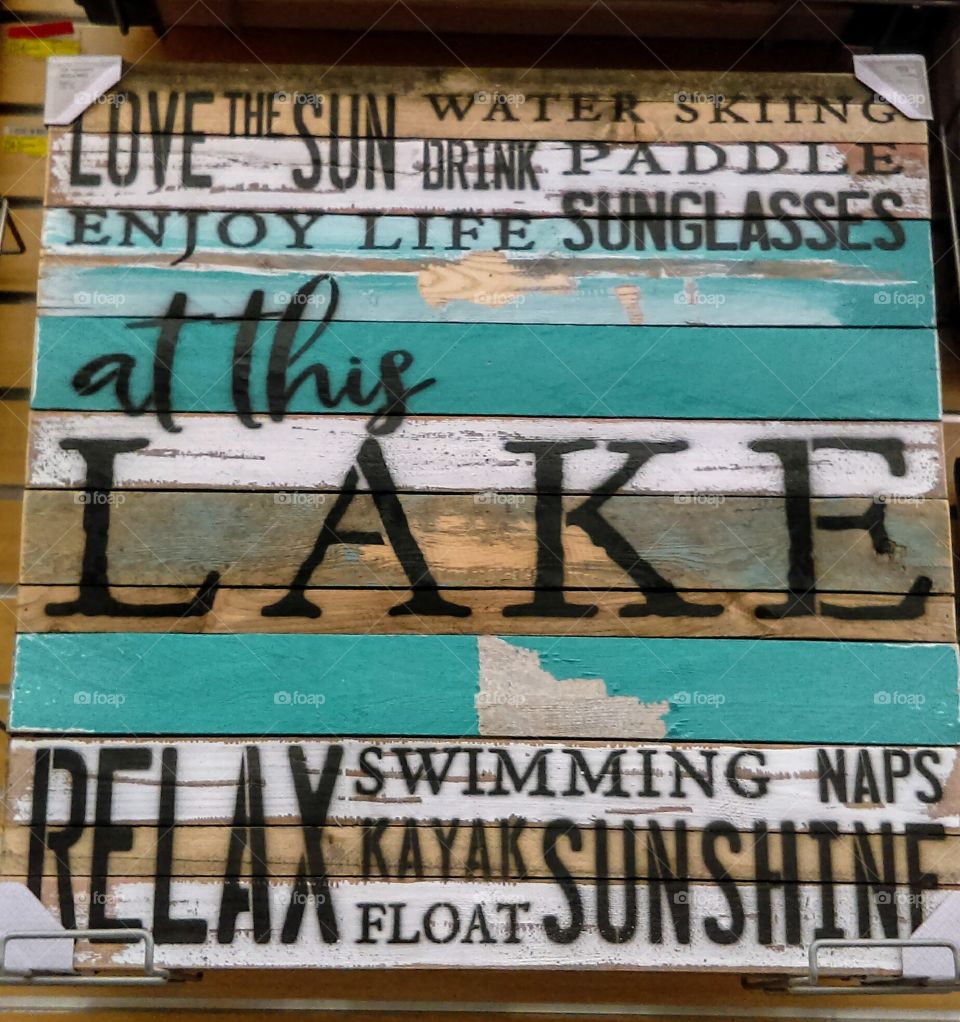 LOVE THE SUN WATER SKIING
DRINK PADDLE
ENJOY LIFE SUNGLASSES
at this
LAKE
RELAX SWIMMING NAPS
KAYAK SUNSHINE
FLOAT